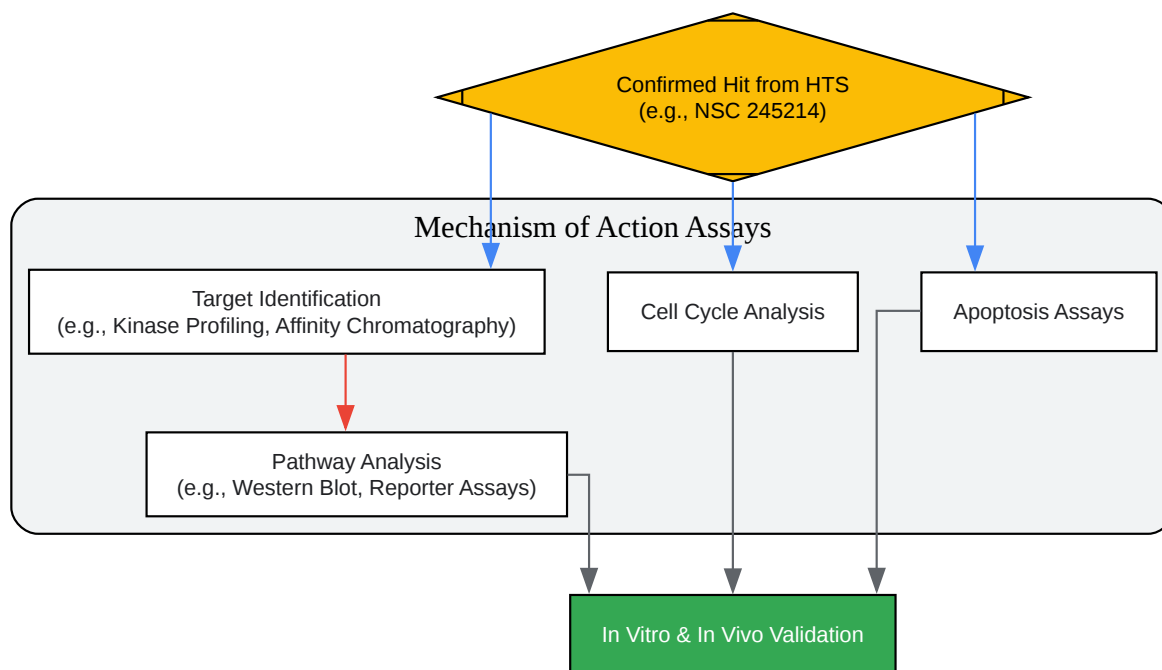 Confirmed Hit from HTS
(e.g., NSC 245214)
Mechanism of Action Assays
Target Identification
(e.g., Kinase Profiling, Affinity Chromatography)
Cell Cycle Analysis
Apoptosis Assays
Pathway Analysis
(e.g., Western Blot, Reporter Assays)
In Vitro & In Vivo Validation